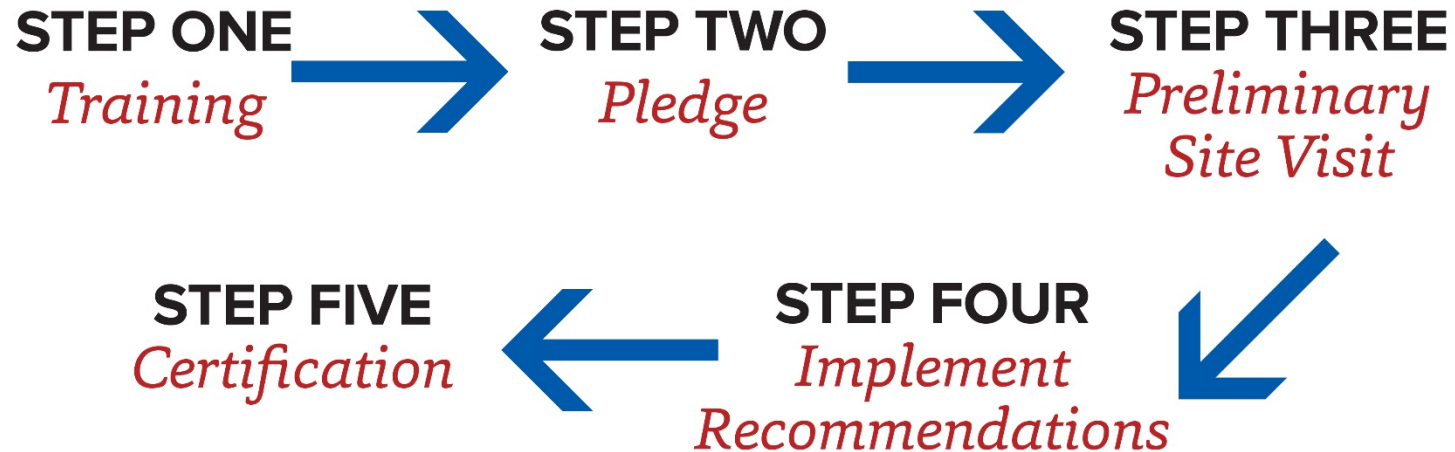 STEP ONE
Training
STEP TWO
Pledge
STEP THREE
Preliminary
Site Visit
STEP FOUR
Implement
Recommendations
STEP FIVE
Certification